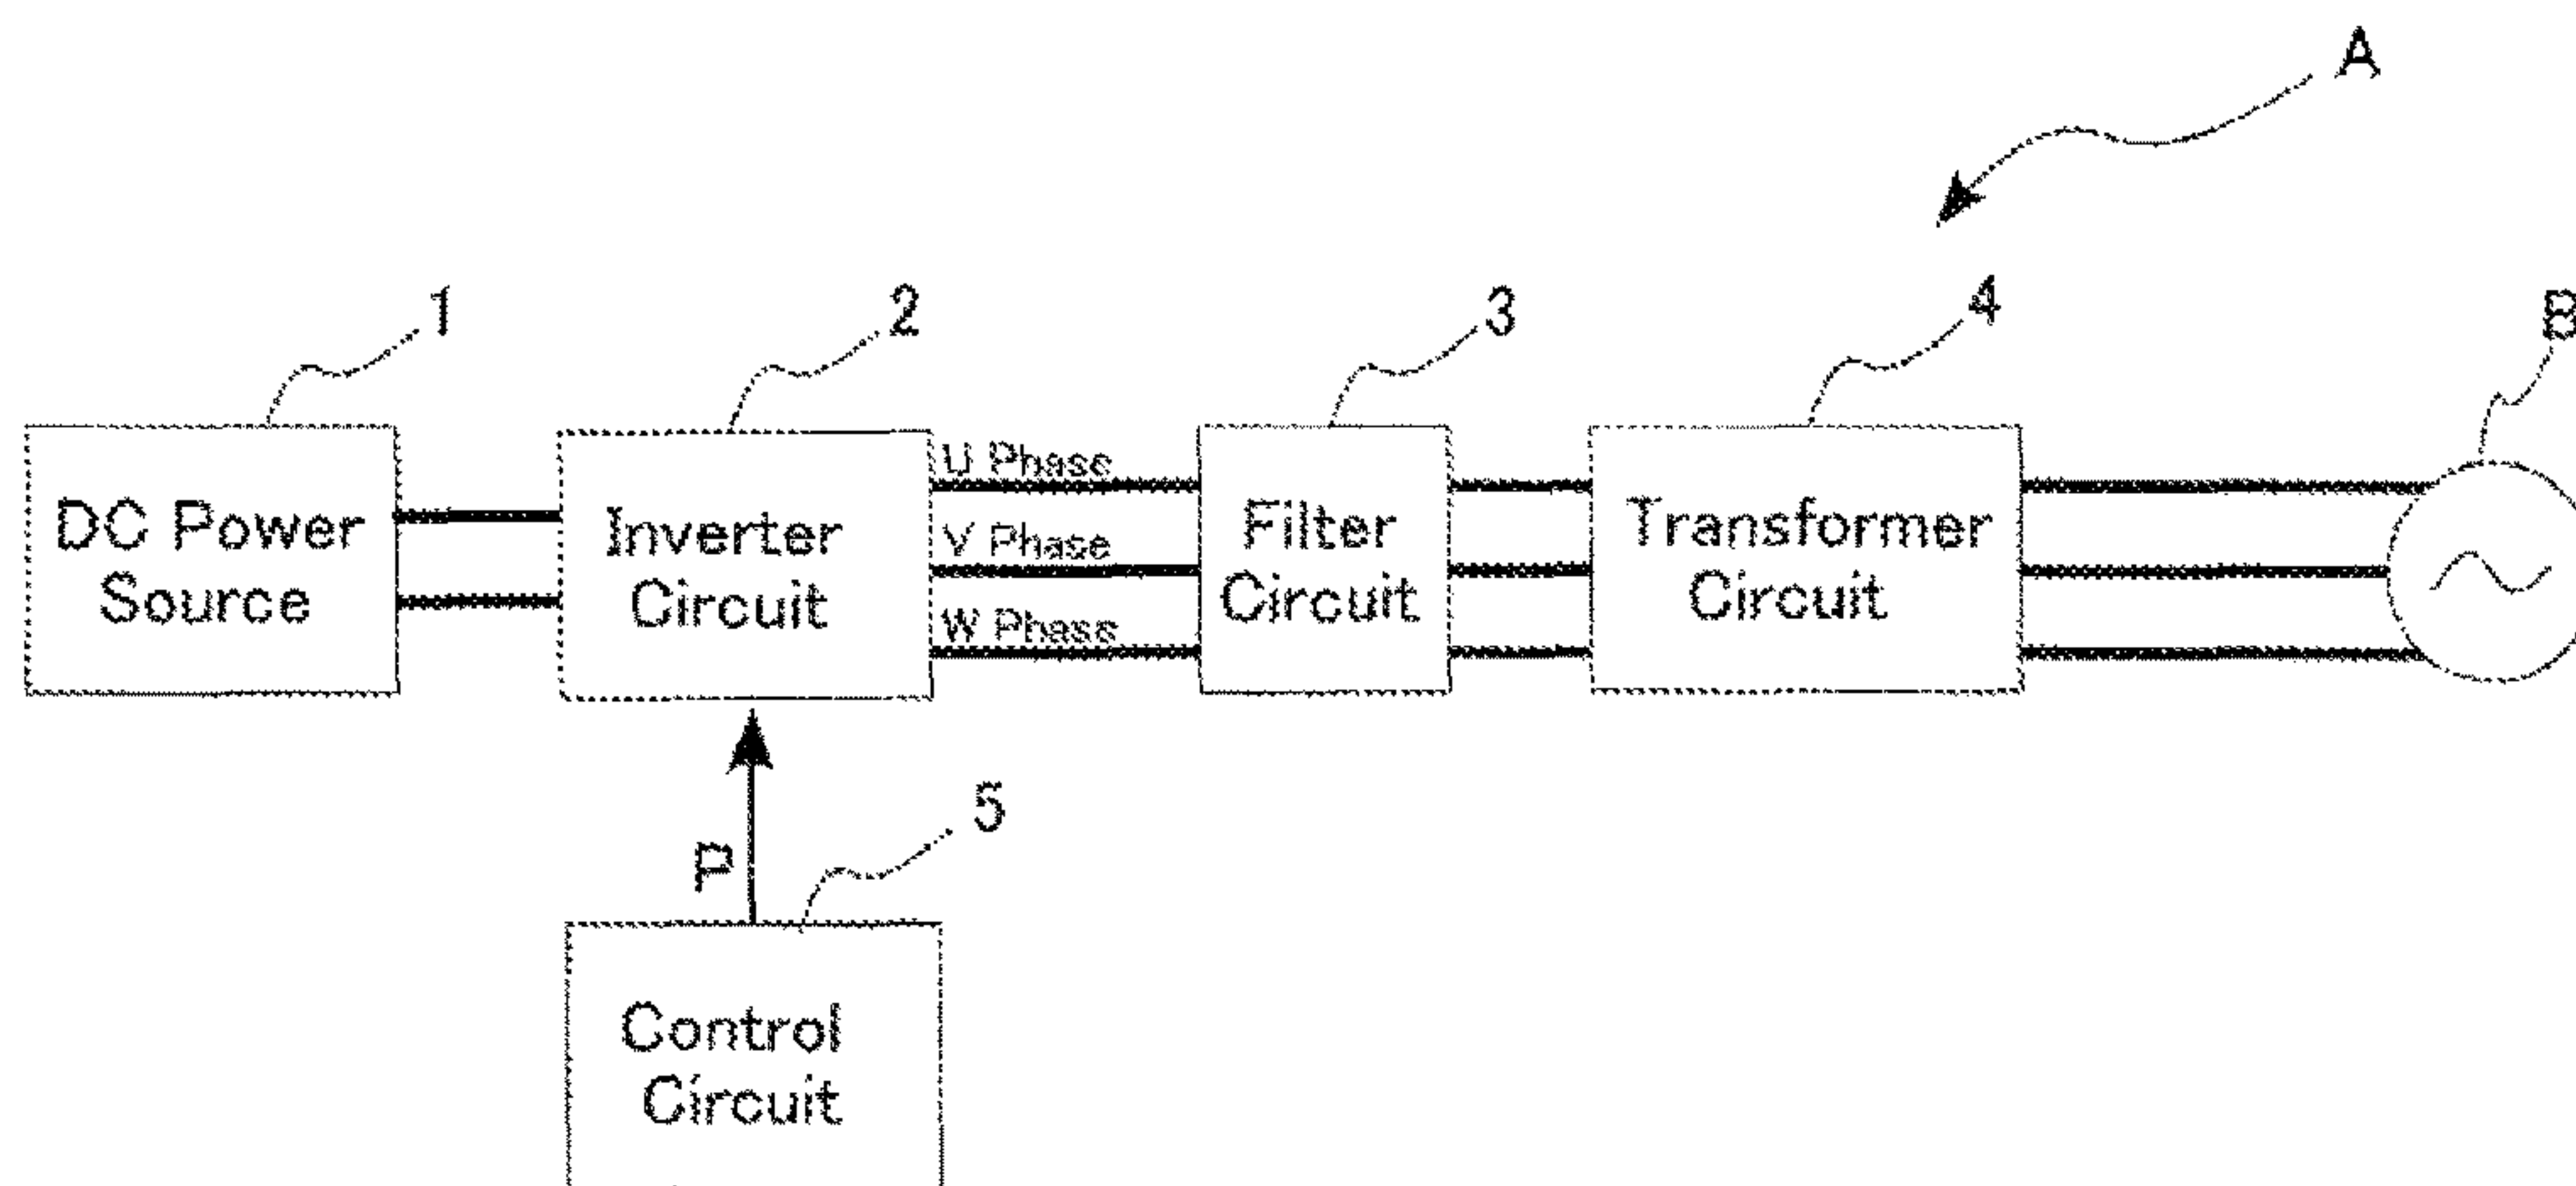 A
1
2
3
4
B
DC Power
Source
Inverter
Circuit
U Phase
V Phase
W Phase
Filter
Circuit
Transformer
Circuit
P
5
Control
Circuit